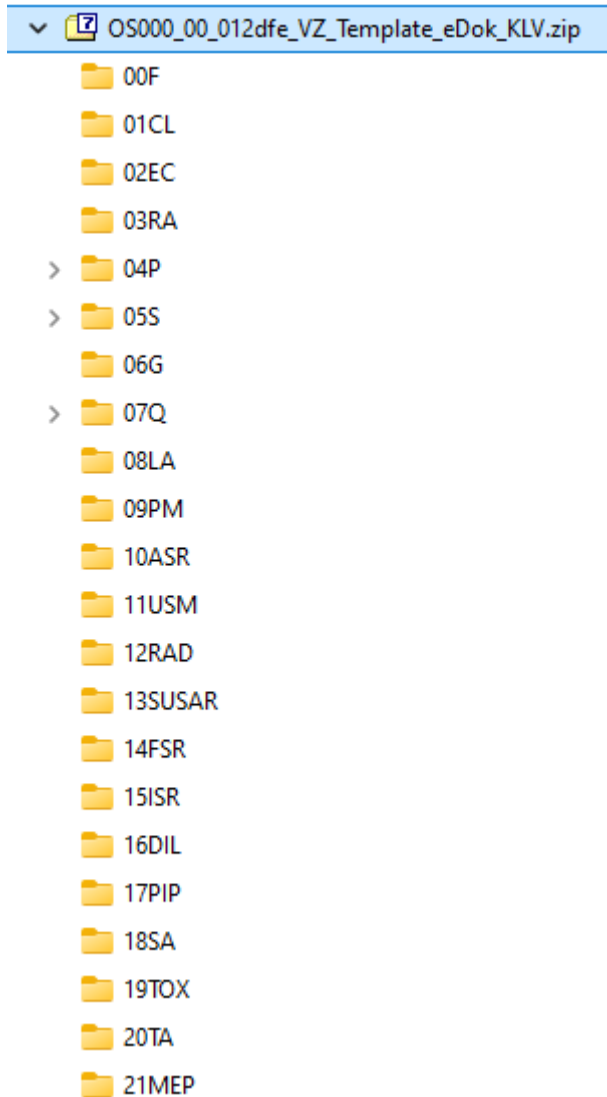 OS000_00_012dfe_VZ_Template_eDok_KLV.zip
00F
01CL
02EC
03RA
04P
05S
06G
07Q
08LA
09PM
10ASR
11USM
12RAD
13SUSAR
14FSR
15ISR
16DIL
17PIP
18SA
19TOX
20TA
21MEP